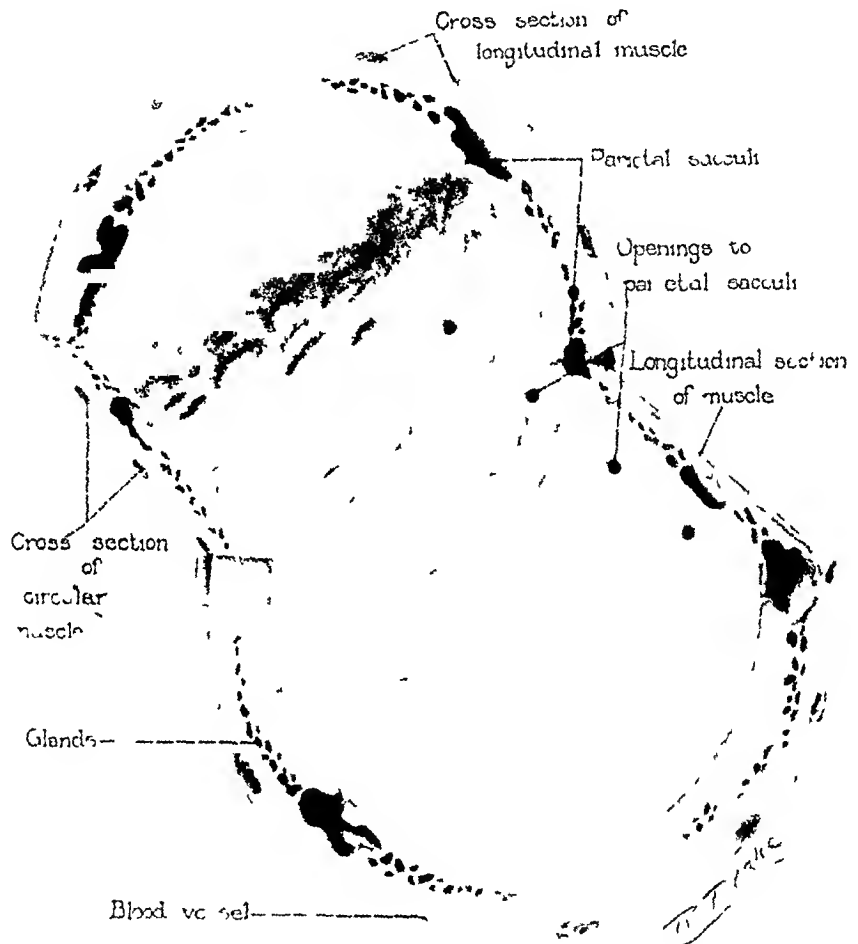 Cross section of
longitudinal muscle
Parietal sacculi
Openings to
parietal sacculi
Longitudinal section
of muscle
Cross section
of
circular
muscle
Glands
Blood vessel